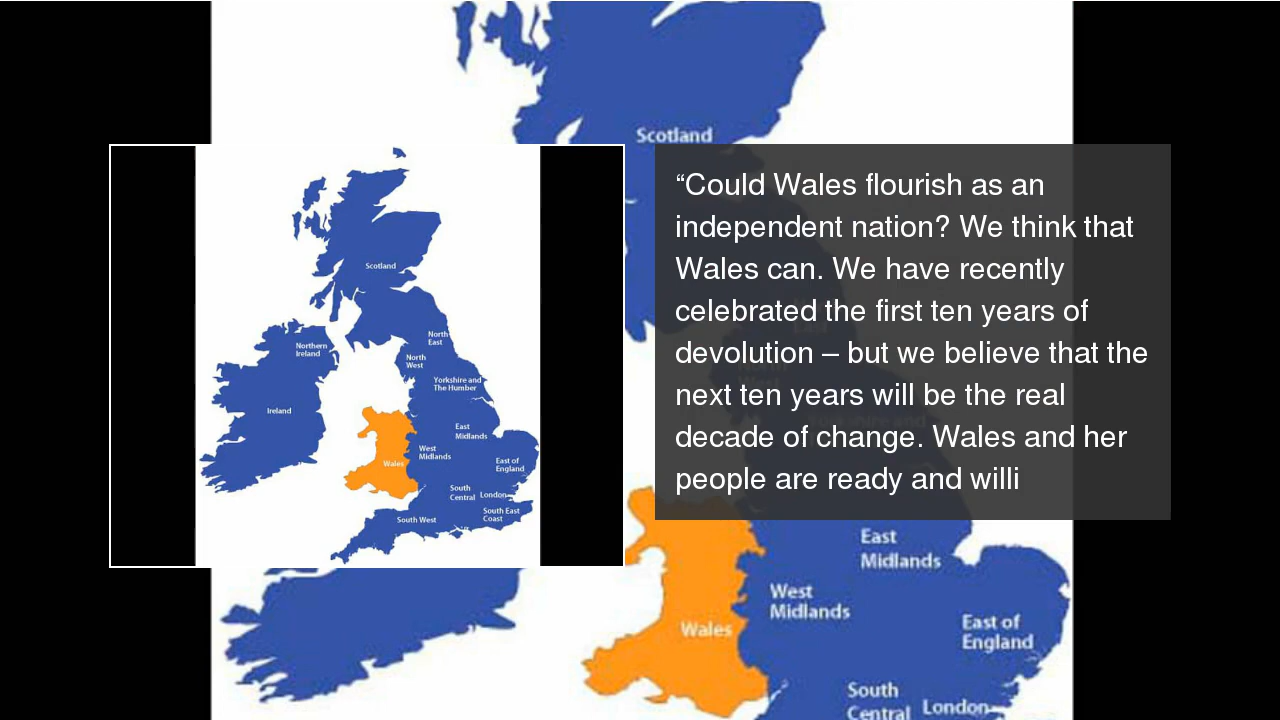 Scotland
“Could Wales flourish as an
independent nation? We think that
Wales can. We have recently
celebrated the first ten years of
devolution – but we believe that the
next ten years will be the real
decade of change. Wales and her
people are ready and willi
Scotland
Northern
Ireland
North
East
North
West
Yorkshire and
The Humber
Ireland
East
Midlands
West
Midlands
Wales
East of
England
South
Central
London
South West
South East
Coast
East
Midlands
West
Midlands
Wales
East of
England
South
Central
London